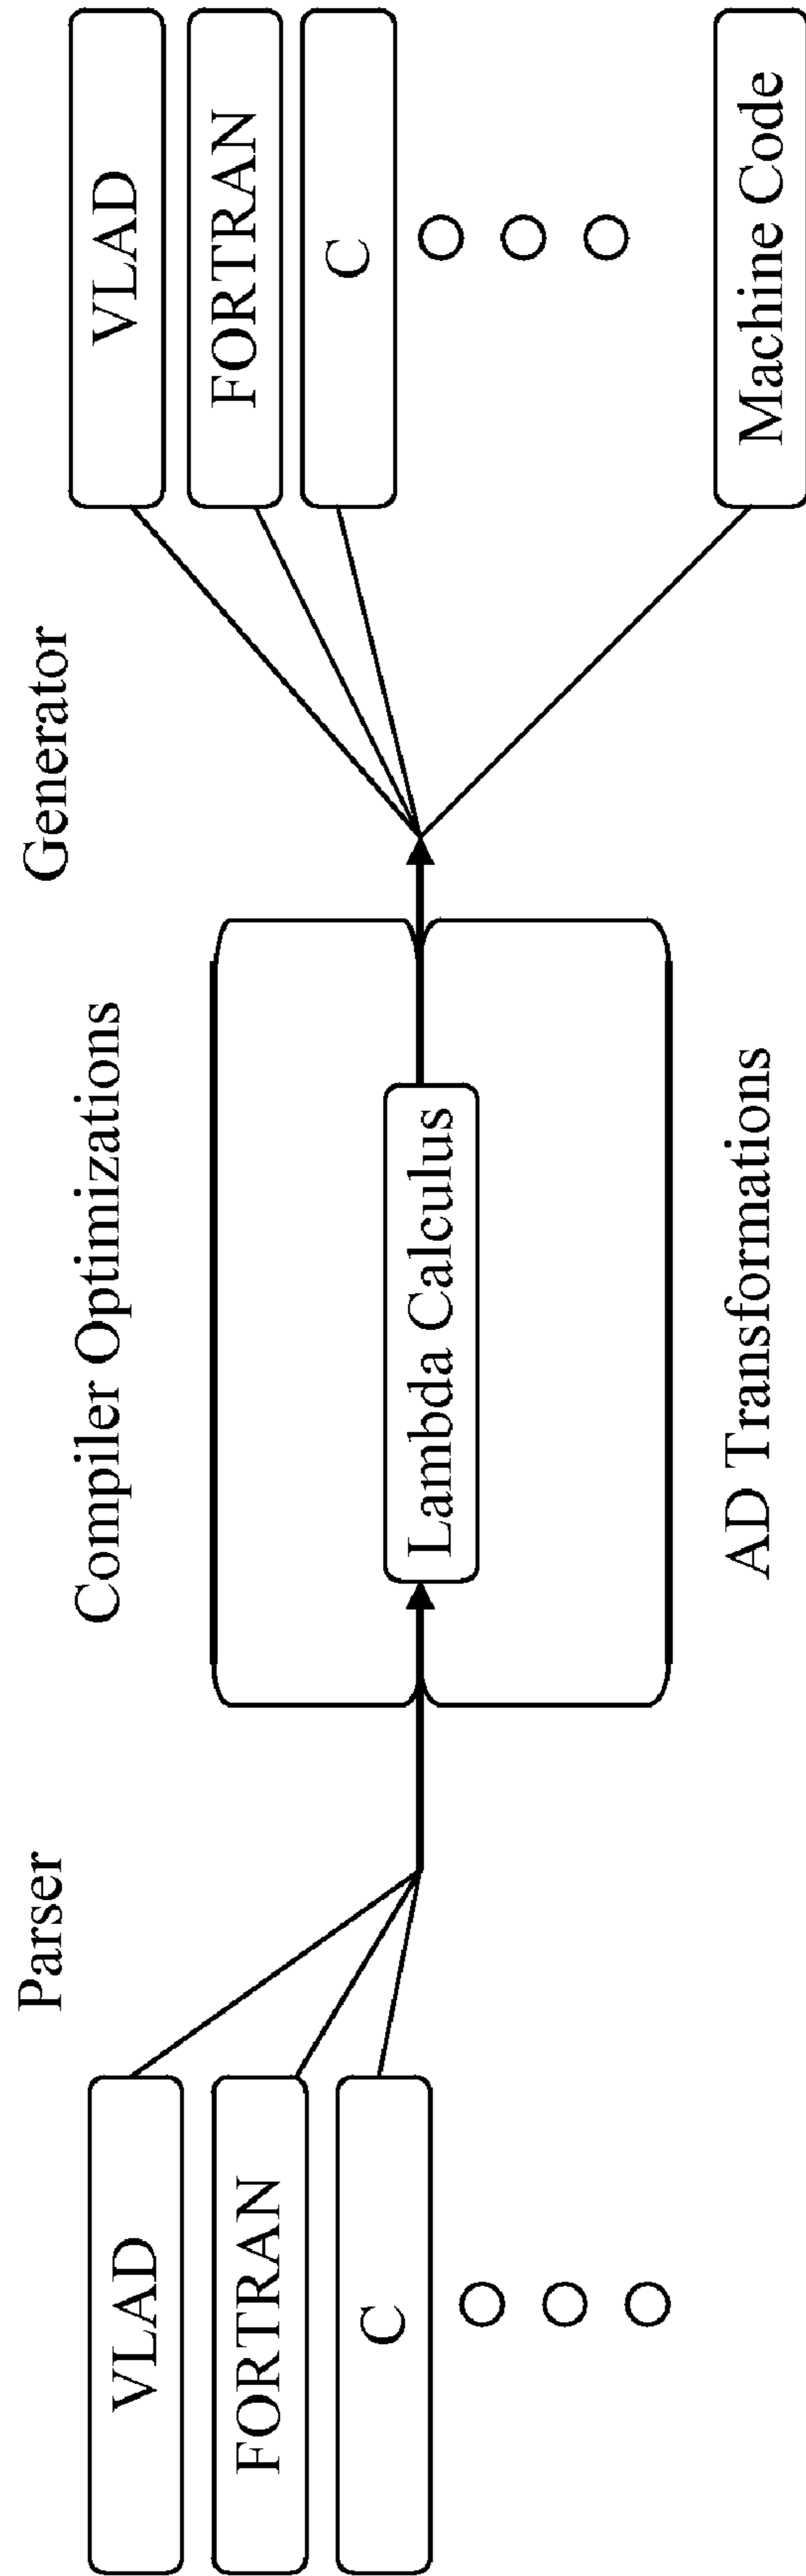 Parser
VLAD
FORTRAN
C
Compiler Optimizations
Lambda Calculus
AD Transformations
Generator
VLAD
FORTRAN
C
Machine Code